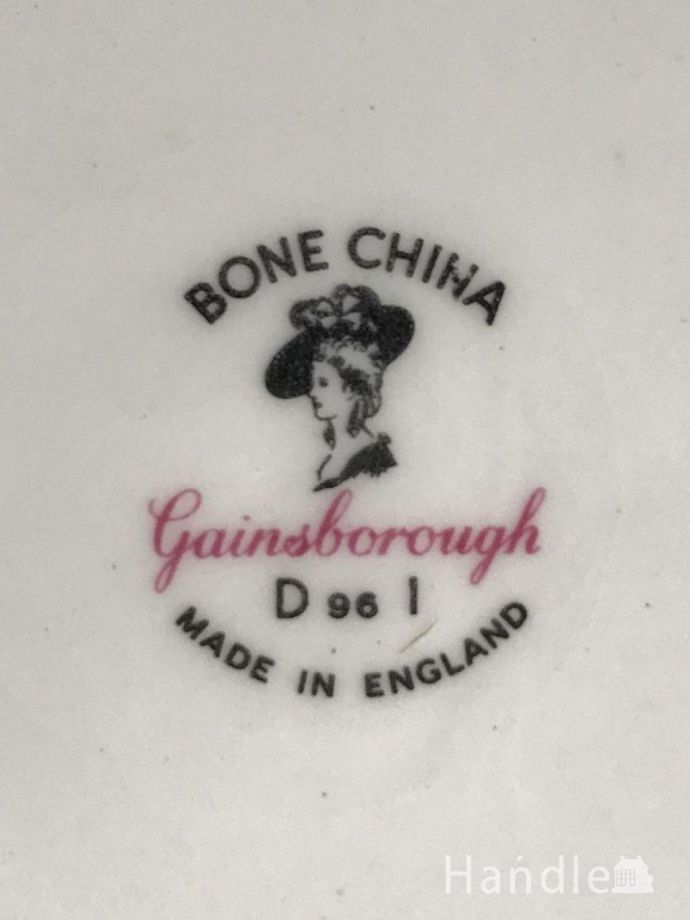 BONE CHINA
Gainsborough
D 96 I
MADE IN ENGLAND
Handle